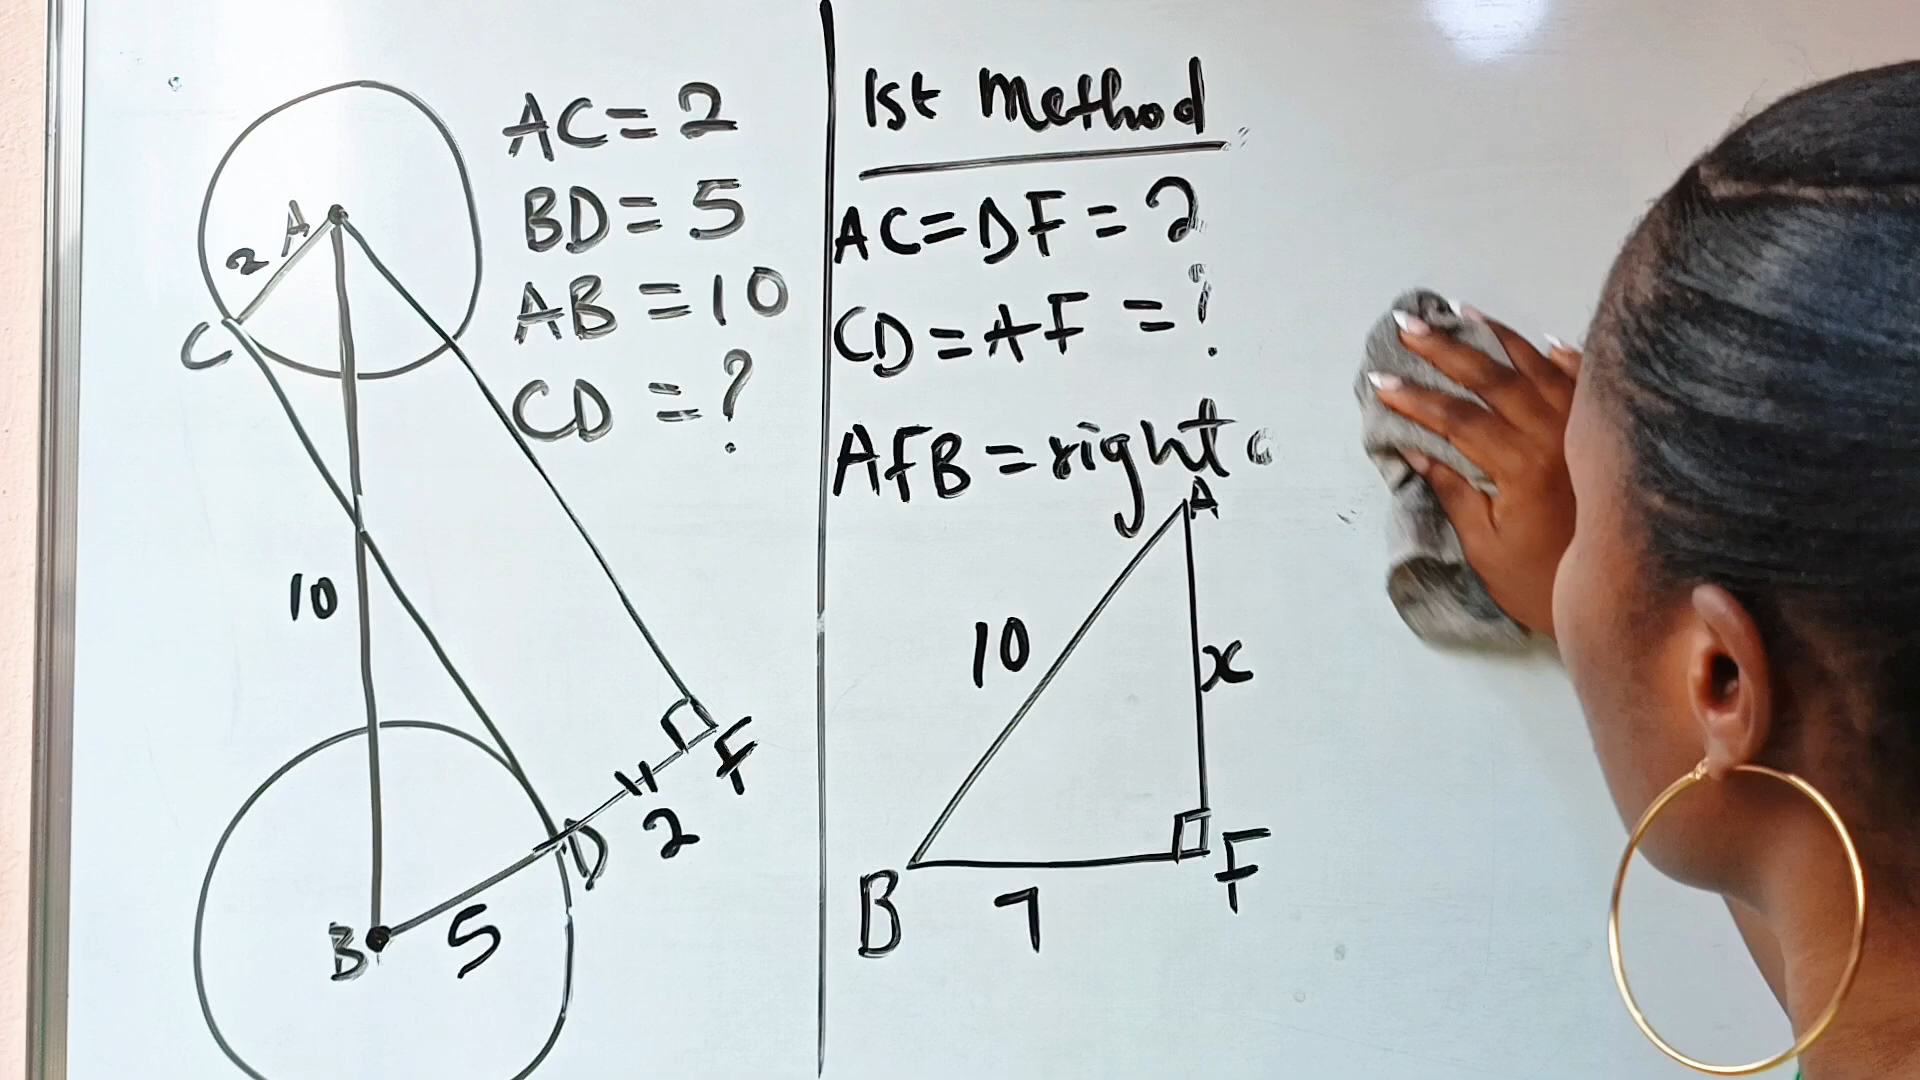 AC = 2
BD = 5
AB = 10
CD = ?
A
2
C
10
F
2
D
5
B
1st Method
AC = DF = 2
CD = AF = ?
AFB = right
A
10
x
B
7
F